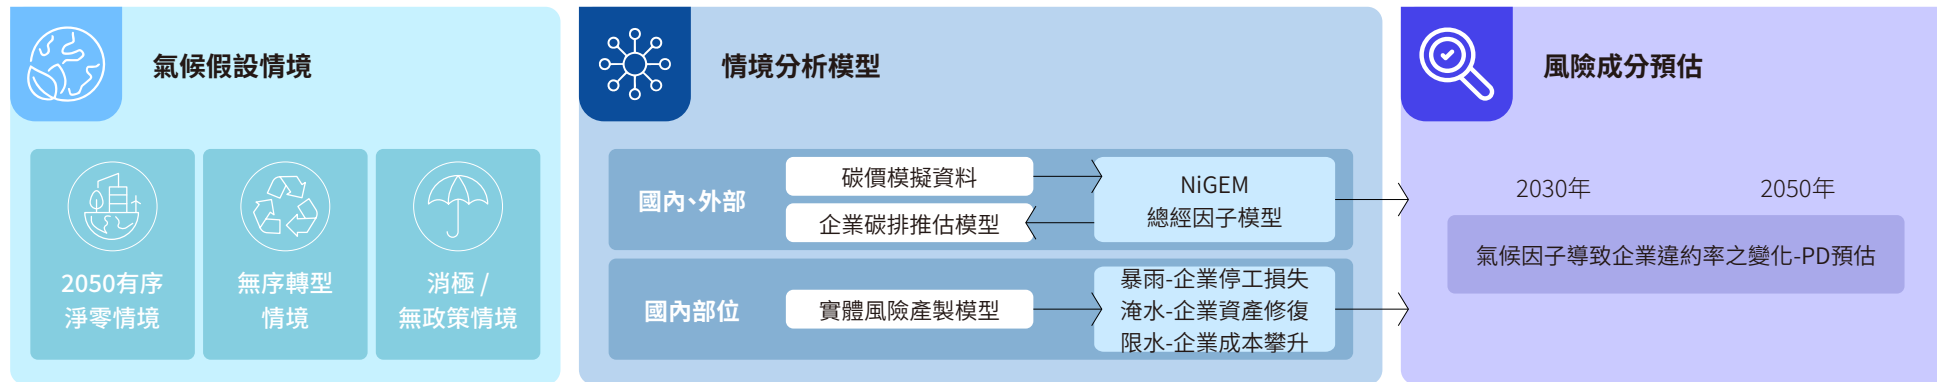 氣候假設情境
2050有序
淨零情境
無序轉型
情境
消極 /
無政策情境
情境分析模型
國內、外部
碳價模擬資料
企業碳排推估模型
NiGEM
總經因子模型
國內部位
實體風險產製模型
暴雨-企業停工損失
淹水-企業資產修復
限水-企業成本攀升
風險成分預估
2030年
2050年
氣候因子導致企業違約率之變化-PD預估